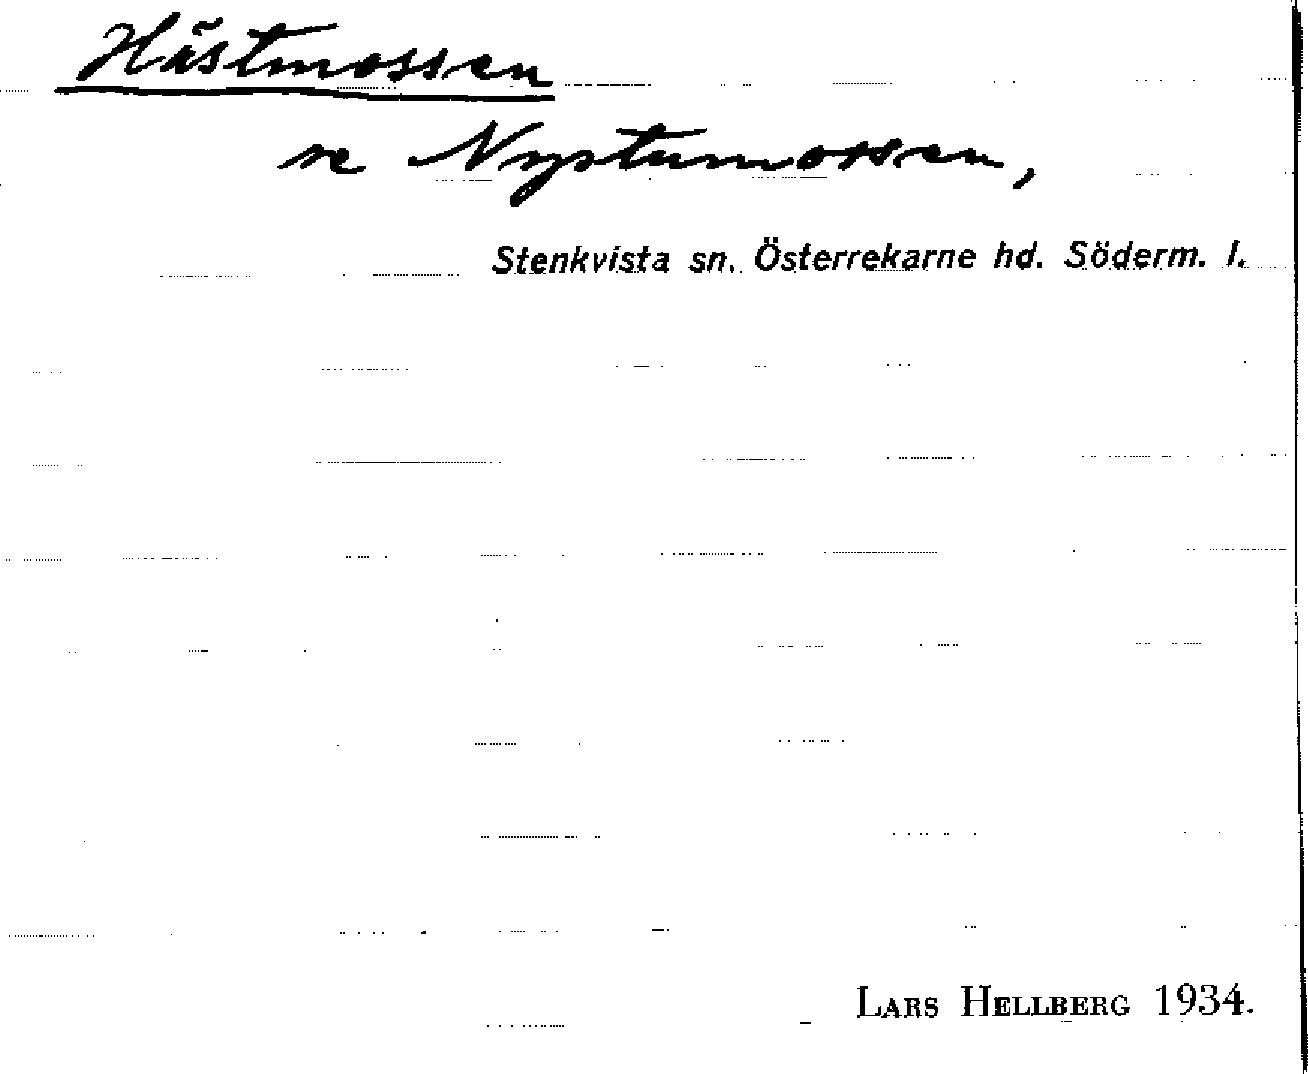 Hästmossen
se Nystumossen,
Stenkvista sn. Österrekarne hd. Söderm. l.
LARS HELLBERG 1934.